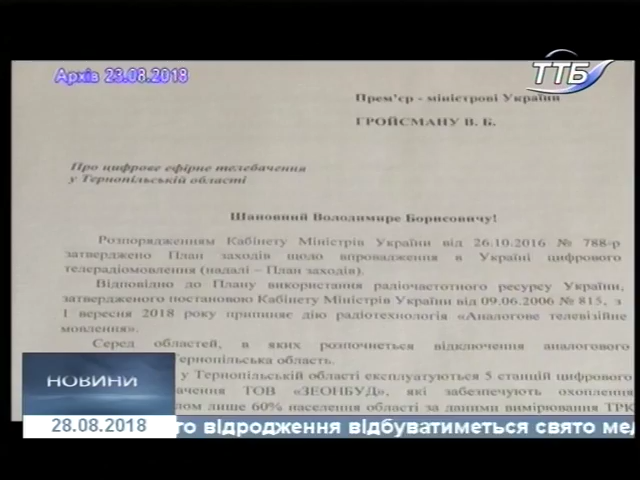 Архів 23.08.2018
ТТБ
Прем’єр - міністрові України
ГРОЙСМАНУ В. Б.
Про цифрове ефірне телебачення
у Тернопільській області
Шановний Володимире Борисовичу!
Розпорядженням Кабінету Міністрів України від 26.10.2016 № 788-р
затверджено План заходів щодо впровадження в Україні цифрового
телерадіомовлення (надалі – План заходів).
Відповідно до Плану використання радіочастотного ресурсу України,
затвердженого постановою Кабінету Міністрів України від 09.06.2006 № 815, з
1 вересня 2018 року припиняє дію радіотехнологія «Аналогове телевізійне
мовлення».
Серед областей, в яких розпочнеться відключення аналогового
Тернопільська область.
у Тернопільській області експлуатуються 5 станцій цифрового
ачення ТОВ «ЗЕОНБУД», які забезпечують охоплення
лом лише 60% населення області за даними вимірювання ТРК
НОВИНИ
28.08.2018
го відродження відбуватиметься свято мед